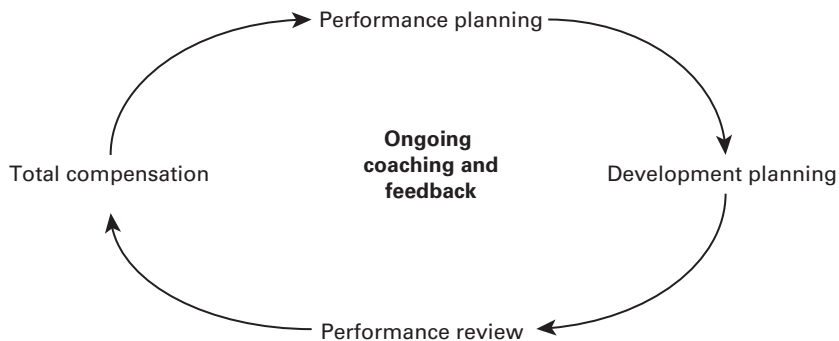 Performance planning
Ongoing
coaching and
feedback
Total compensation
Development planning
Performance review